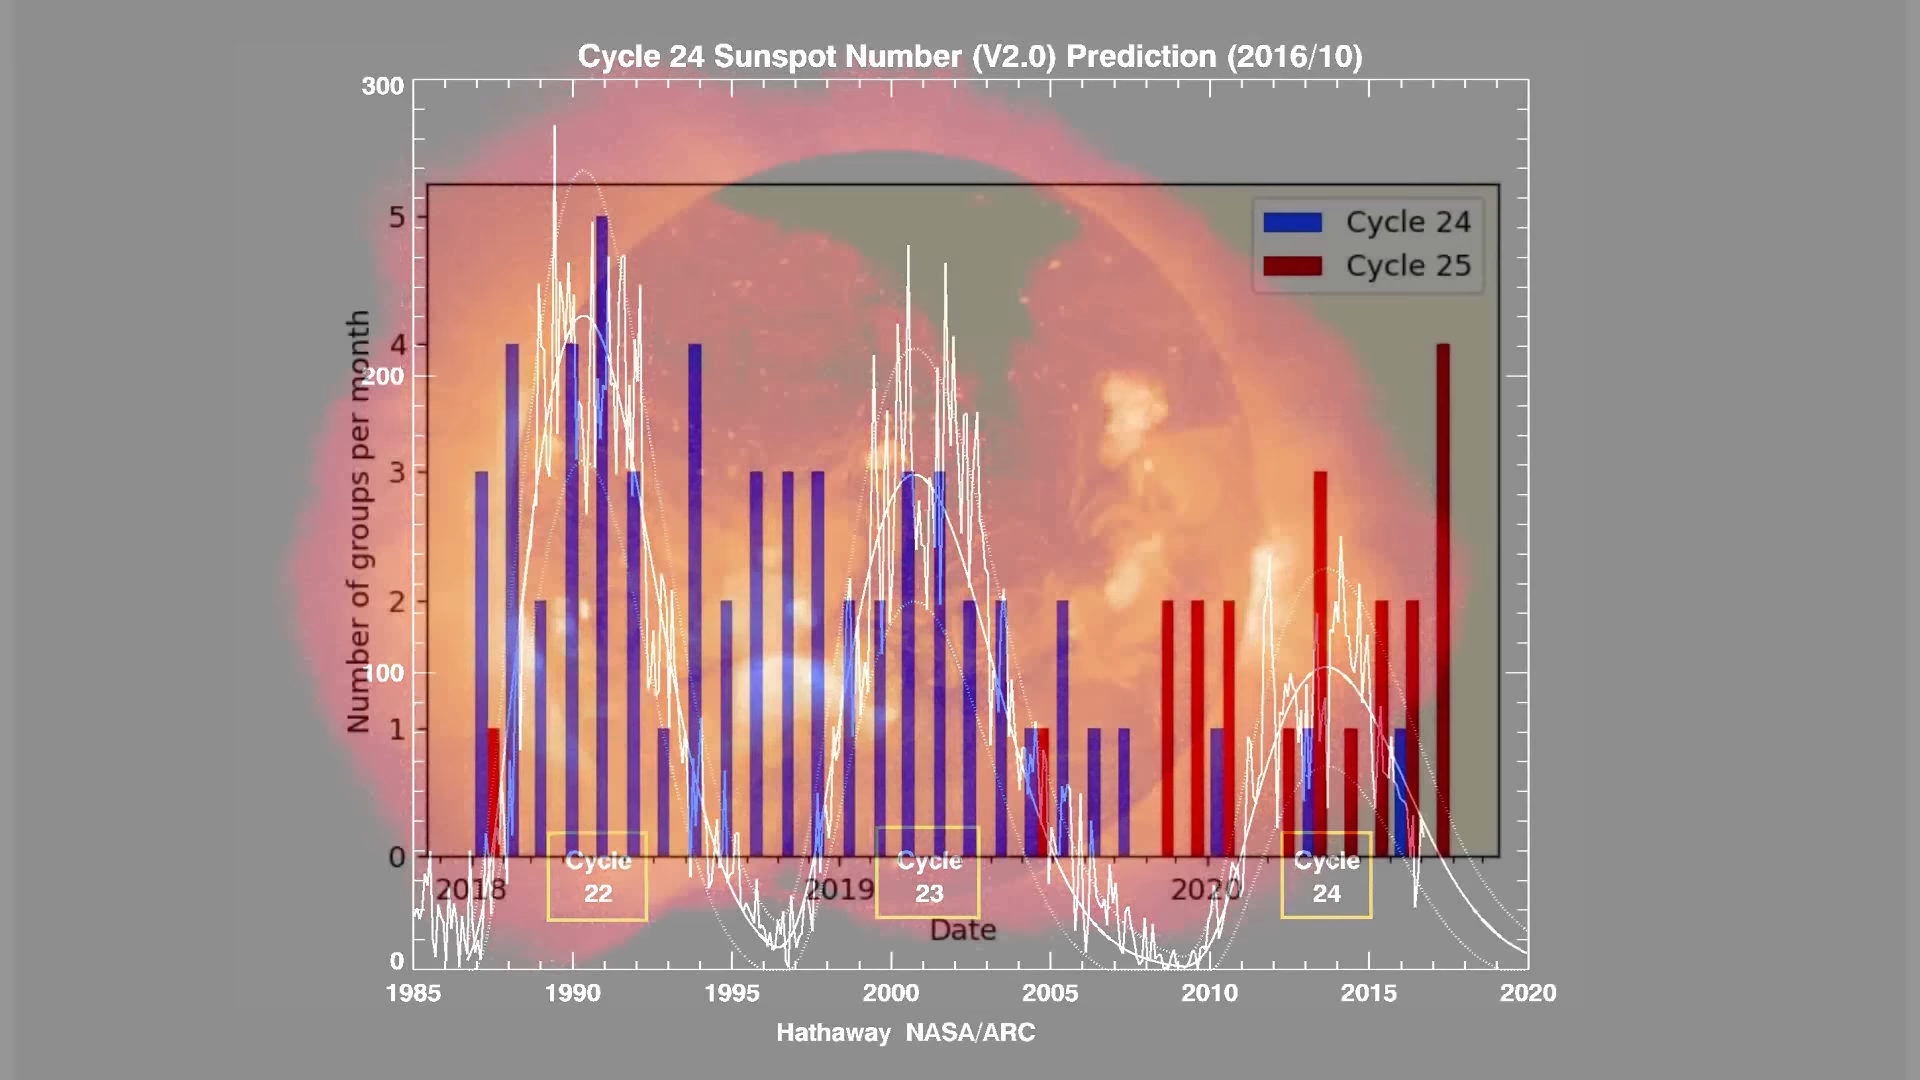 Cycle 24 Sunspot Number (V2.0) Prediction (2016/10)
300
200
100
0
1985
1990
1995
2000
2005
2010
2015
2020
Hathaway NASA/ARC
Cycle
22
Cycle
23
Cycle
24
Cycle 24
Cycle 25
Number of groups per month
5
4
3
2
1
0
2018
2019
2020
Date